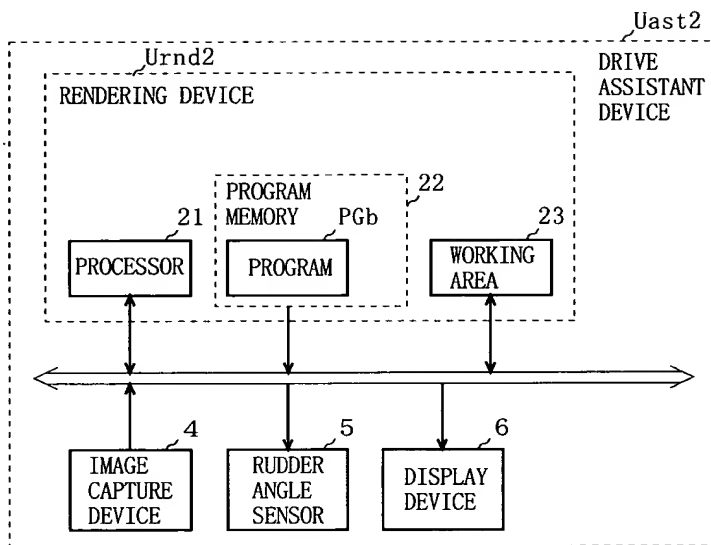 Uast2
Urnd2
DRIVE
ASSISTANT
DEVICE
RENDERING DEVICE
22
PROGRAM
MEMORY
PGb
21
23
PROCESSOR
PROGRAM
WORKING
AREA
4
5
6
IMAGE
CAPTURE
DEVICE
RUDDER
ANGLE
SENSOR
DISPLAY
DEVICE